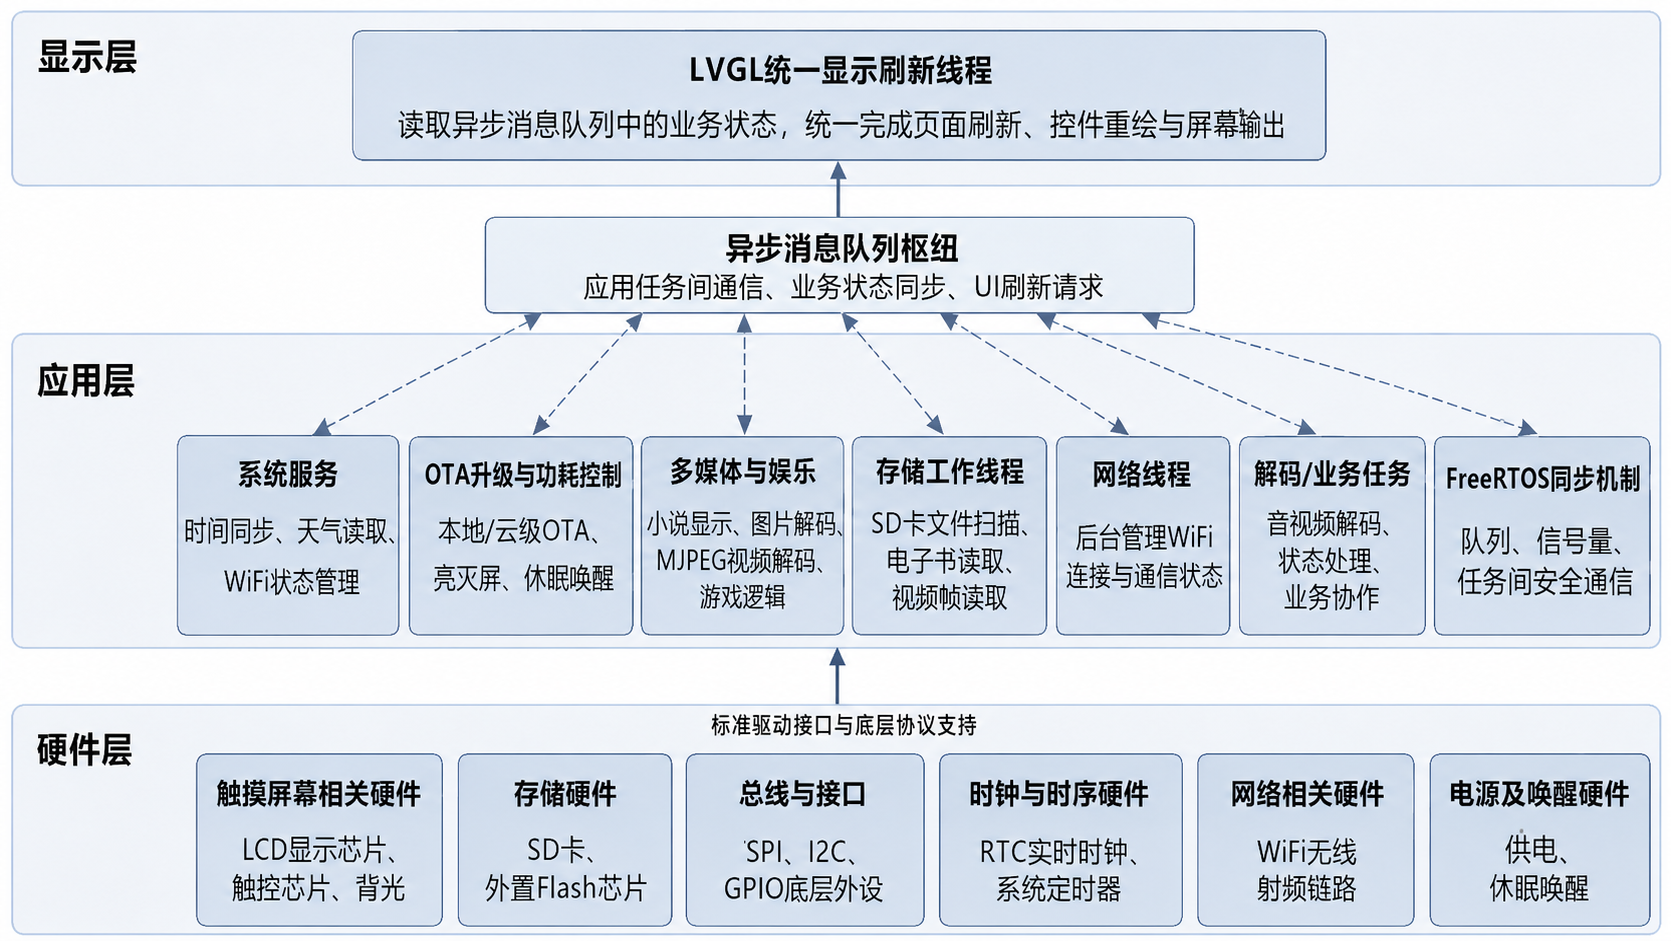 显示层
LVGL统一显示刷新线程
读取异步消息队列中的业务状态，统一完成页面刷新、控件重绘与屏幕输出
异步消息队列枢纽
应用任务间通信、业务状态同步、UI刷新请求
应用层
系统服务
时间同步、天气读取、
WiFi状态管理
OTA升级与功耗控制
本地/云级OTA、
亮灭屏、休眠唤醒
多媒体与娱乐
小说显示、图片解码、
MJPEG视频解码、
游戏逻辑
存储工作线程
SD卡文件扫描、
电子书读取、
视频帧读取
网络线程
后台管理WiFi
连接与通信状态
解码/业务任务
音视频解码、
状态处理、
业务协作
FreeRTOS同步机制
队列、信号量、
任务间安全通信
标准驱动接口与底层协议支持
硬件层
触摸屏幕相关硬件
LCD显示芯片、
触控芯片、背光
存储硬件
SD卡、
外置Flash芯片
总线与接口
SPI、I2C、
GPIO底层外设
时钟与时序硬件
RTC实时时钟、
系统定时器
网络相关硬件
WiFi无线
射频链路
电源及唤醒硬件
供电、
休眠唤醒